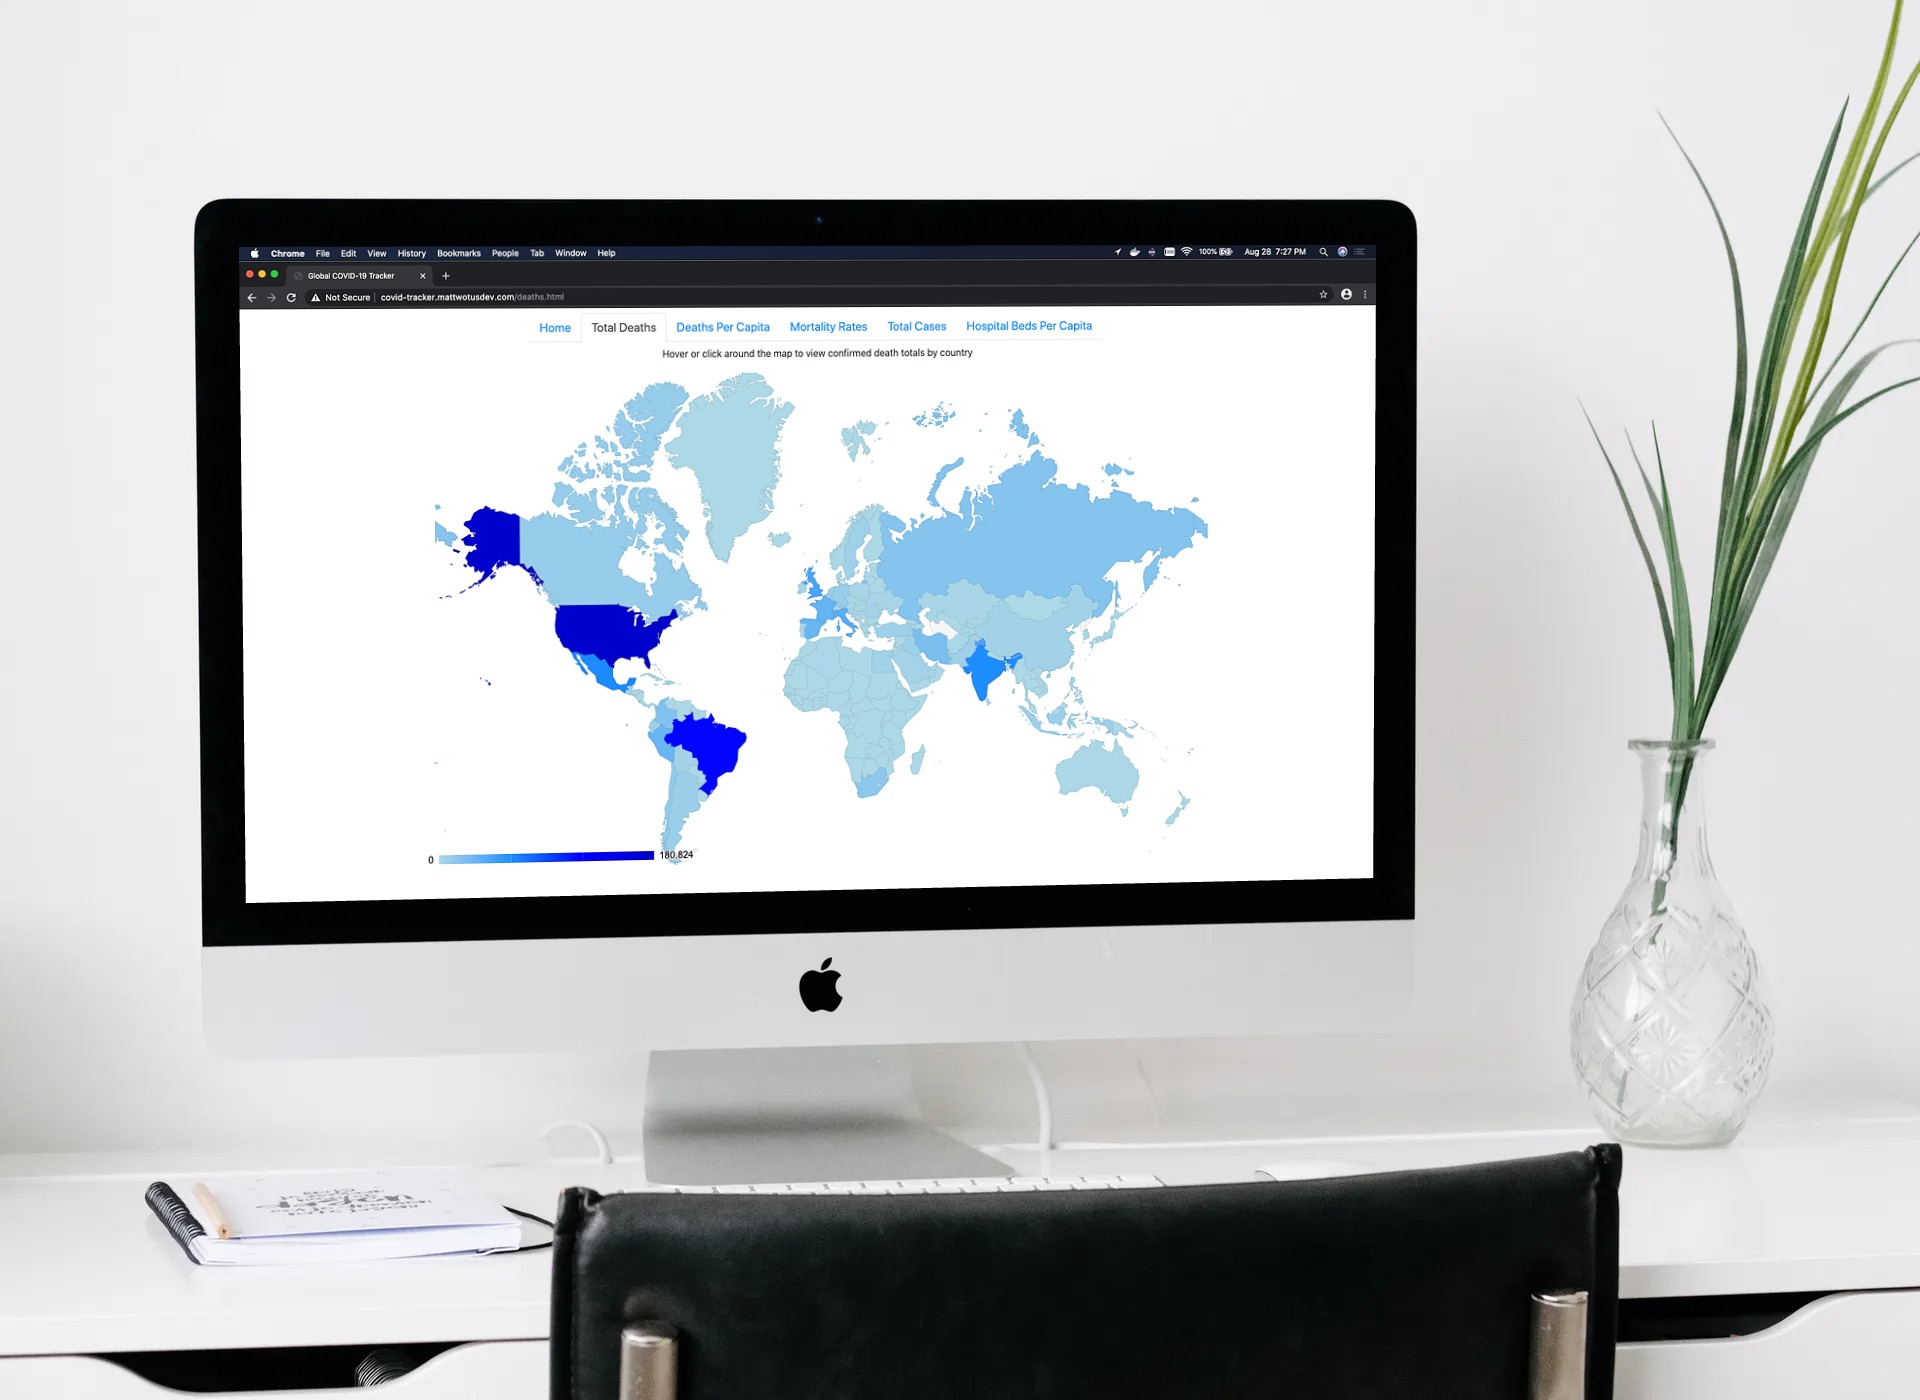 Chrome File Edit View History Bookmarks People Tab Window Help 100% Aug 28 7:27 PM
Global COVID-19 Tracker
Not Secure covid-tracker.mattwotusdev.com/deaths.html
Home Total Deaths Deaths Per Capita Mortality Rates Total Cases Hospital Beds Per Capita
Hover or click around the map to view confirmed death totals by country
0 180,824